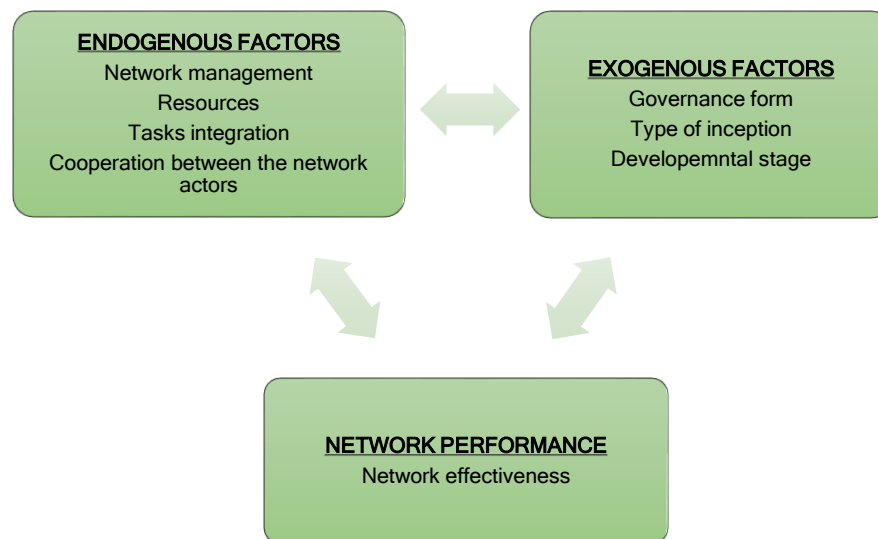 ENDOGENOUS FACTORS
Network management
Resources
Tasks integration
Cooperation between the network
actors
EXOGENOUS FACTORS
Governance form
Type of inception
Developemntal stage
NETWORK PERFORMANCE
Network effectiveness